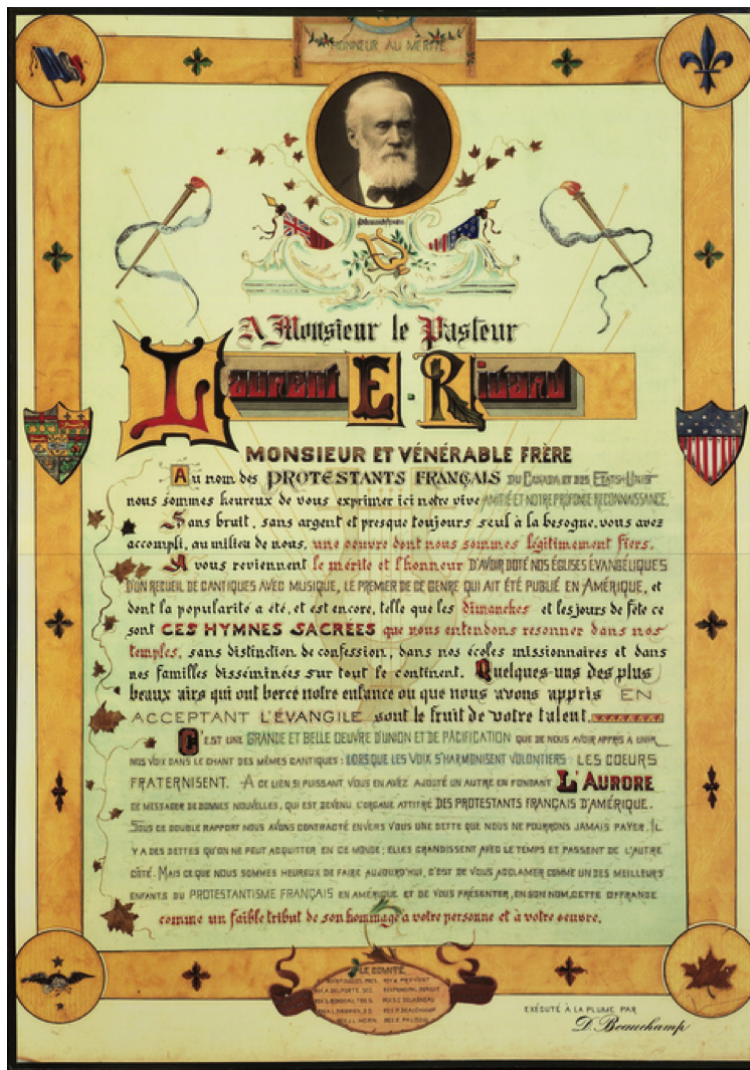 HONNEUR AU MÉRITE
A Monsieur le Pasteur
Laurent E. Rivard
MONSIEUR ET VÉNÉRABLE FRÈRE
Au nom des PROTESTANTS FRANÇAIS DU CANADA ET DES ETATS-UNIS
nous sommes heureux de vous exprimer ici notre vive AMITIÉ ET NOTRE PROFONDE RECONNAISSANCE.
Sans bruit, sans argent et presque toujours seul à la besogne, vous avez
accompli, au milieu de nous, une oeuvre dont nous sommes légitimement fiers.
A vous reviennent le mérite et l'honneur D'AVOIR DOTÉ NOS ÉGLISES ÉVANGÉLIQUES
D'UN RECUEIL DE CANTIQUES AVEC MUSIQUE, LE PREMIER DE CE GENRE QUI AIT ÉTÉ PUBLIÉ EN AMÉRIQUE, et
dont la popularité a été, et est encore, telle que les dimanches et les jours de fête ce
sont CES HYMNES SACRÉES que nous entendons resonner dans nos
temples, sans distinction de confession, dans nos écoles missionnaires et dans
nos familles disséminées sur tout le continent. Quelques-uns des plus
beaux airs qui ont bercé notre enfance ou que nous avons appris EN
ACCEPTANT L'ÉVANGILE sont le fruit de votre talent.
C'EST UNE GRANDE ET BELLE OEUVRE D'UNION ET DE PACIFICATION QUE DE NOUS AVOIR APPRIS A UNIR
NOS VOIX DANS LE CHANT DES MÊMES CANTIQUES: LORSQUE LES VOIX S'HARMONISENT VOLONTIERS LES COEURS
FRATERNISENT. A CE LIEN SI PUISSANT VOUS EN AVEZ AJOUTÉ UN AUTRE EN FONDANT L'AURORE
CE MESSAGER DE BONNES NOUVELLES, QUI EST DEVENU L'ORGANE ATTITRÉ DES PROTESTANTS FRANÇAIS D'AMÉRIQUE.
SOUS CE DOUBLE RAPPORT NOUS AVONS CONTRACTÉ ENVERS VOUS UNE DETTE QUE NOUS NE POURRONS JAMAIS PAYER. IL
Y A DES DETTES QU'ON NE PEUT ACQUITTER EN CE MONDE; ELLES GRANDISSENT AVEC LE TEMPS ET PASSENT DE L'AUTRE
CÔTÉ. MAIS CE QUE NOUS SOMMES HEUREUX DE FAIRE AUJOURD'HUI, C'EST DE VOUS ACCLAMER COMME UN DES MEILLEURS
ENFANTS DU PROTESTANTISME FRANÇAIS EN AMÉRIQUE ET DE VOUS PRÉSENTER, EN SON NOM, CETTE OFFRANDE
comme un faible tribut de son hommage a votre personne et à votre oeuvre.
LE COMITÉ
EXÉCUTÉ À LA PLUME PAR
D. Beauchamp